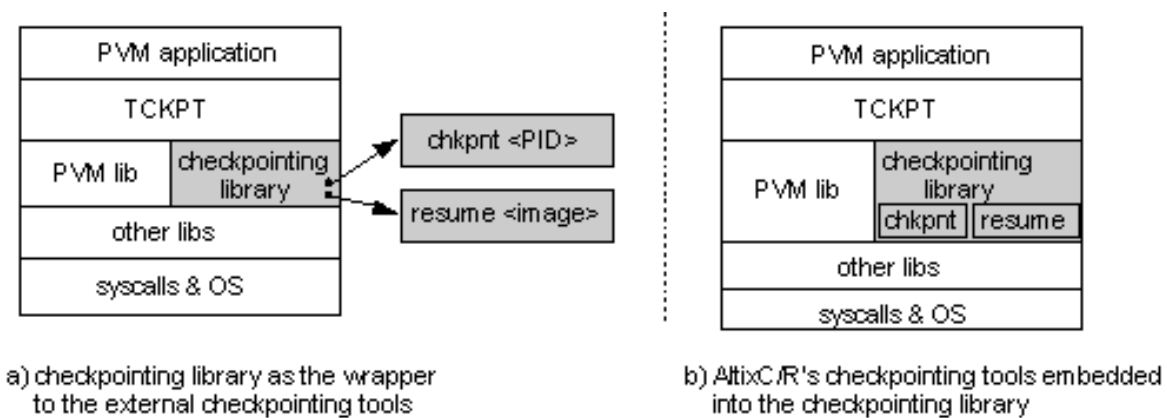 PVM application
TCKPT
PVM lib
checkpointing
library
other libs
syscalls & OS
chkpnt <PID>
resume <image>
a) checkpointing library as the wrapper
to the external checkpointing tools
PVM application
TCKPT
PVM lib
checkpointing
library
chkpnt
resume
other libs
syscalls & OS
b) AltixC/R's checkpointing tools embedded
into the checkpointing library